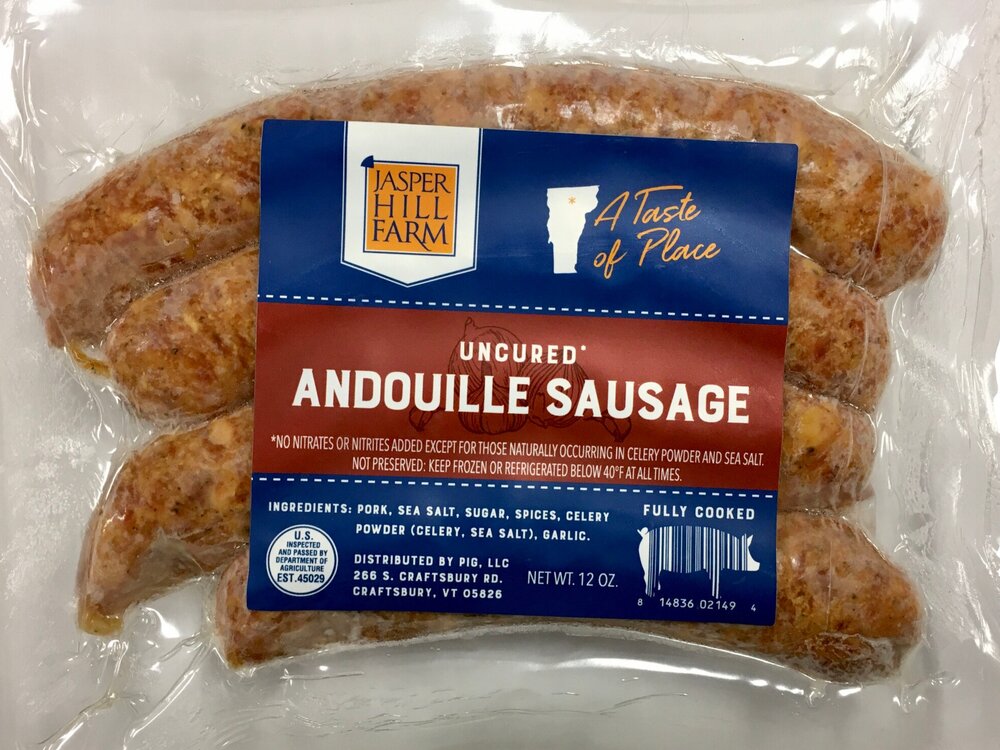 JASPER
HILL
FARM
A Taste
of Place
UNCURED*
ANDOUILLE SAUSAGE
*NO NITRATES OR NITRITES ADDED EXCEPT FOR THOSE NATURALLY OCCURRING IN CELERY POWDER AND SEA SALT.
NOT PRESERVED: KEEP FROZEN OR REFRIGERATED BELOW 40°F AT ALL TIMES.
INGREDIENTS: PORK, SEA SALT, SUGAR, SPICES, CELERY
POWDER (CELERY, SEA SALT), GARLIC.
U.S.
INSPECTED
AND PASSED BY
DEPARTMENT OF
AGRICULTURE
EST.45029
DISTRIBUTED BY PIG, LLC
266 S. CRAFTSBURY RD.
CRAFTSBURY, VT 05826
NET WT. 12 OZ.
FULLY COOKED
8 14836 02149 4